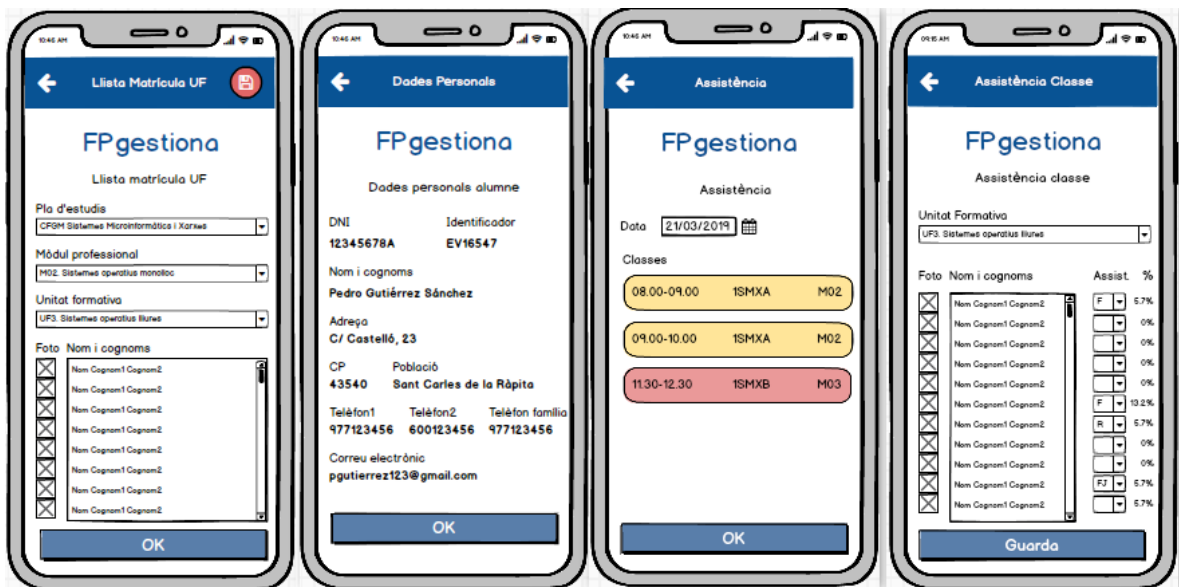 10:46 AM
Llista Matrícula UF
FPgestiona
Llista matrícula UF
Pla d'estudis
CFGM Sistemes Microinformàtics i Xarxes
Mòdul professional
M02. Sistemes operatius monolloc
Unitat formativa
UF3. Sistemes operatius lliures
Foto Nom i cognoms
Nom Cognom1 Cognom2
Nom Cognom1 Cognom2
Nom Cognom1 Cognom2
Nom Cognom1 Cognom2
Nom Cognom1 Cognom2
Nom Cognom1 Cognom2
Nom Cognom1 Cognom2
Nom Cognom1 Cognom2
OK
10:46 AM
Dades Personals
FPgestiona
Dades personals alumne
DNI Identificador
12345678A EV16547
Nom i cognoms
Pedro Gutiérrez Sánchez
Adreça
C/ Castelló, 23
CP Població
43540 Sant Carles de la Ràpita
Telèfon1 Telèfon2 Telèfon família
977123456 600123456 977123456
Correu electrònic
pgutierrez123@gmail.com
OK
10:46 AM
Assistència
FPgestiona
Assistència
Data 21/03/2019
Classes
08.00-09.00 1SMXA M02
09.00-10.00 1SMXA M02
11.30-12.30 1SMXB M03
OK
09:15 AM
Assistència Classe
FPgestiona
Assistència classe
Unitat Formativa
UF3. Sistemes operatius lliures
Foto Nom i cognoms Assist. %
Nom Cognom1 Cognom2 F 5.7%
Nom Cognom1 Cognom2 0%
Nom Cognom1 Cognom2 0%
Nom Cognom1 Cognom2 0%
Nom Cognom1 Cognom2 0%
Nom Cognom1 Cognom2 F 13.2%
Nom Cognom1 Cognom2 R 5.7%
Nom Cognom1 Cognom2 0%
Nom Cognom1 Cognom2 0%
Nom Cognom1 Cognom2 FJ 5.7%
Nom Cognom1 Cognom2 5.7%
Guarda